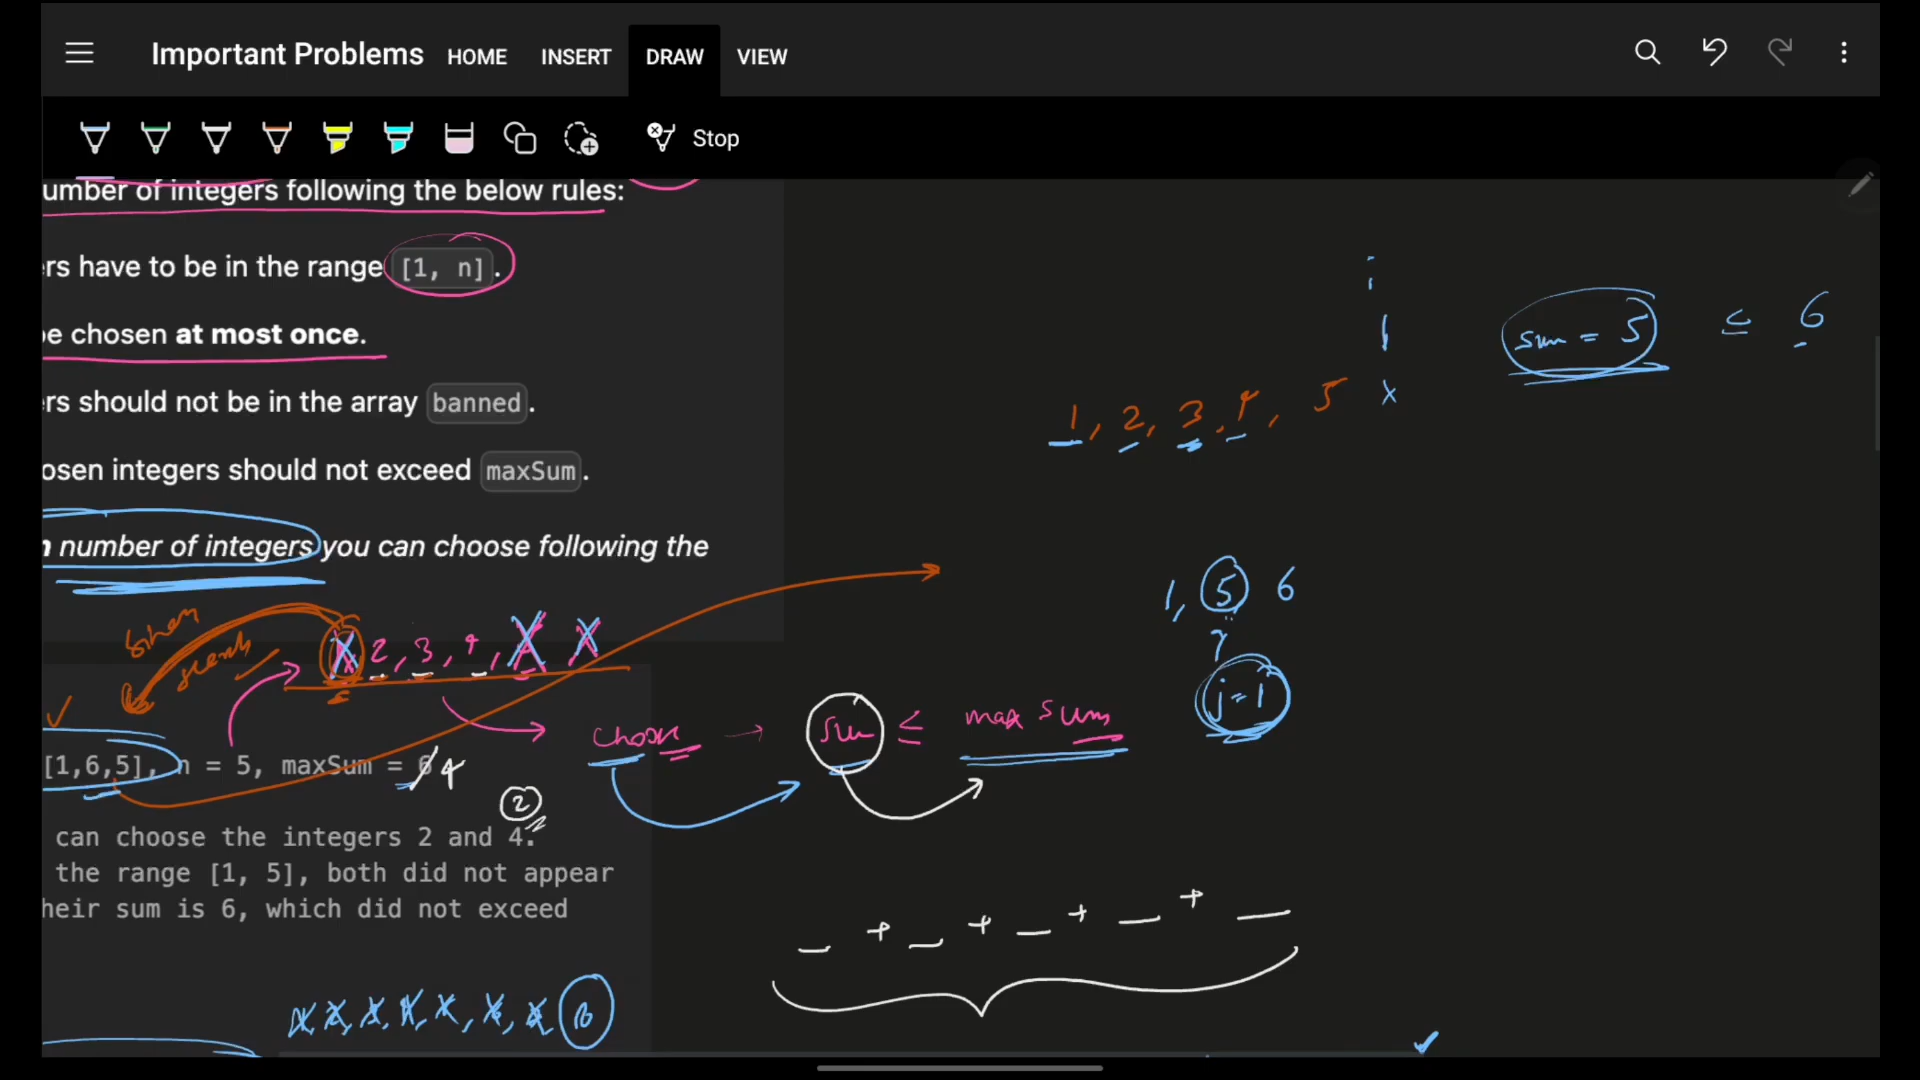 Important Problems HOME INSERT DRAW VIEW
Stop
umber of integers following the below rules:
ers have to be in the range [1, n].
be chosen at most once.
ers should not be in the array banned.
osen integers should not exceed maxSum.
n number of integers you can choose following the
sum = 5 ≤ 6
1, 2, 3, 4, 5 x
1, 5 6
j=1
2, 3, 4,
choose → sum ≤ max sum
[1,6,5], n = 5, maxSum = 6 4
2
can choose the integers 2 and 4.
the range [1, 5], both did not appear
heir sum is 6, which did not exceed
_ + _ + _ + _ + _